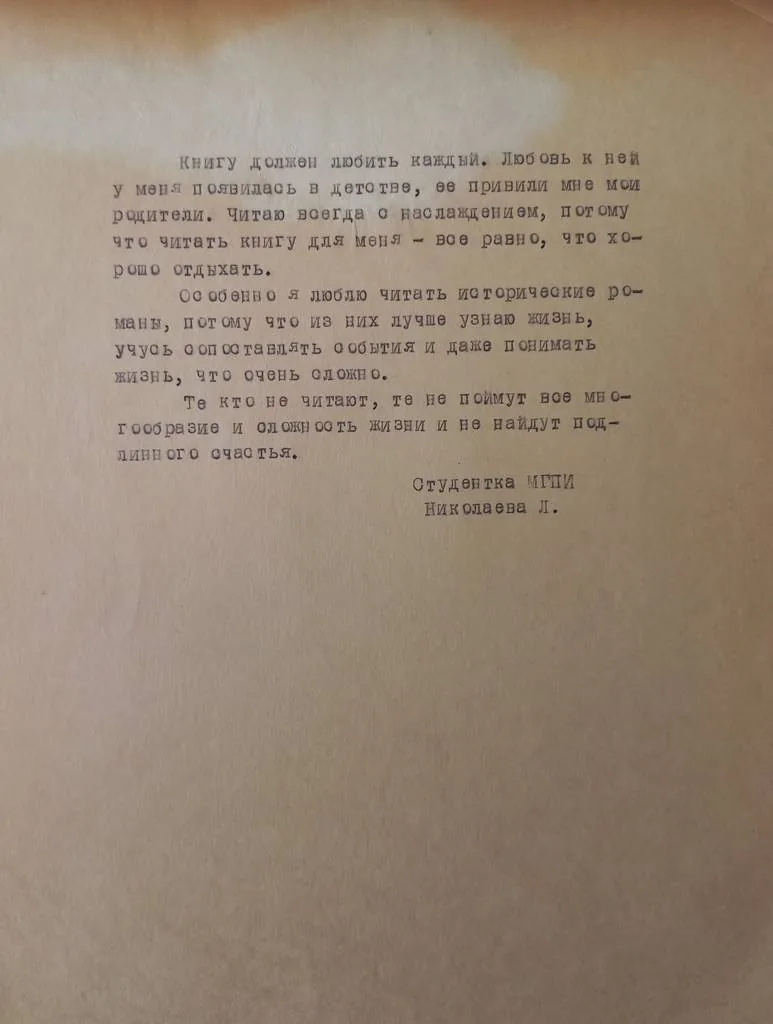 Книгу должен любить каждый. Любовь к ней
у меня появилась в детстве, ее привили мне мои
родители. Читаю всегда с наслаждением, потому
что читать книгу для меня – все равно, что хо-
рошо отдыхать.
Особенно я люблю читать исторические ро-
маны, потому что из них лучше узнаю жизнь,
учусь сопоставлять события и даже понимать
жизнь, что очень сложно.
Те кто не читают, те не поймут все мно-
гообразие и сложность жизни и не найдут под-
линного счастья.
Студентка МГПИ
Николаева Л.